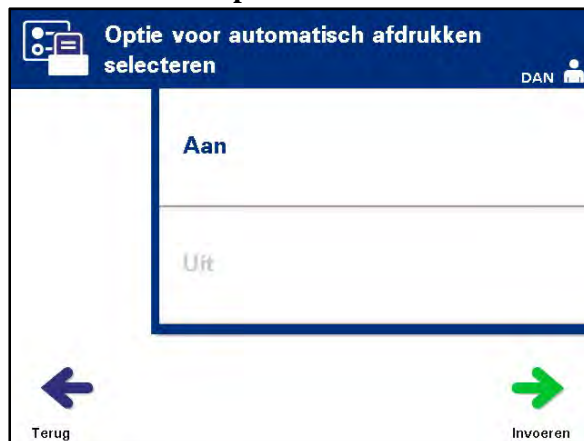 Optie voor automatisch afdrukken
selecteren
DAN
Aan
Uit
Terug
Invoeren